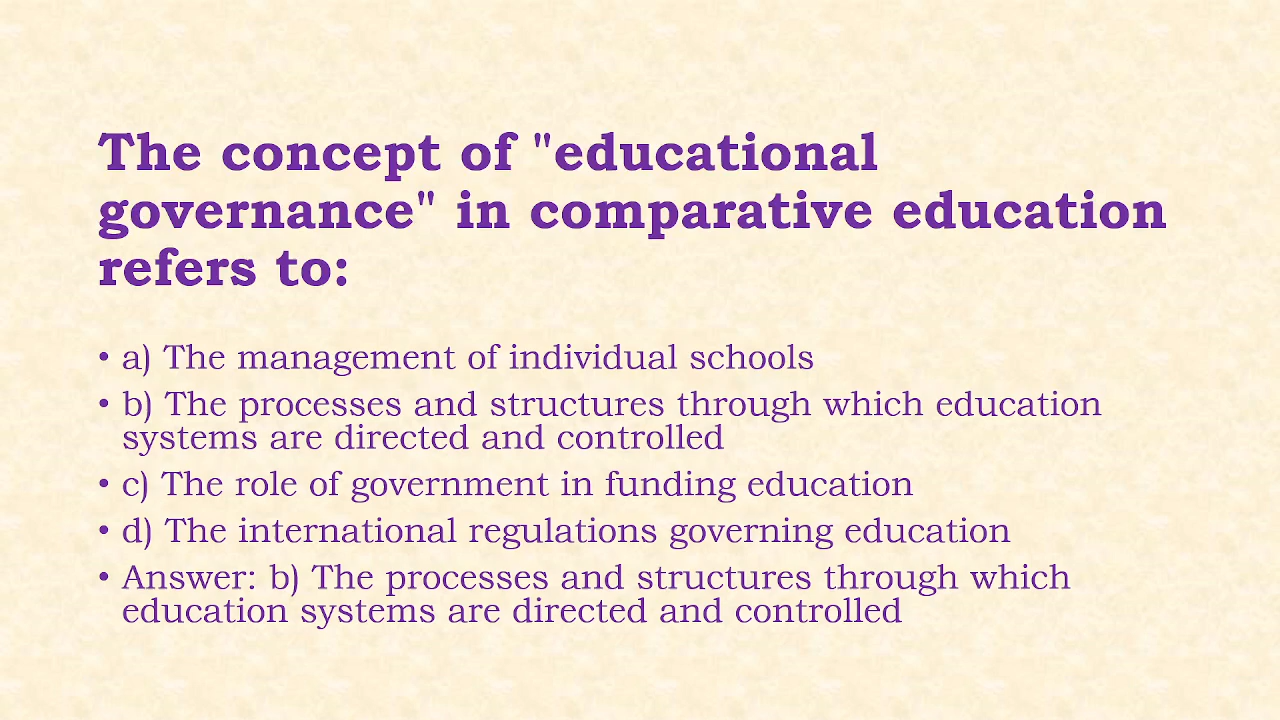 The concept of "educational
governance" in comparative education
refers to:
• a) The management of individual schools
• b) The processes and structures through which education
systems are directed and controlled
• c) The role of government in funding education
• d) The international regulations governing education
• Answer: b) The processes and structures through which
education systems are directed and controlled